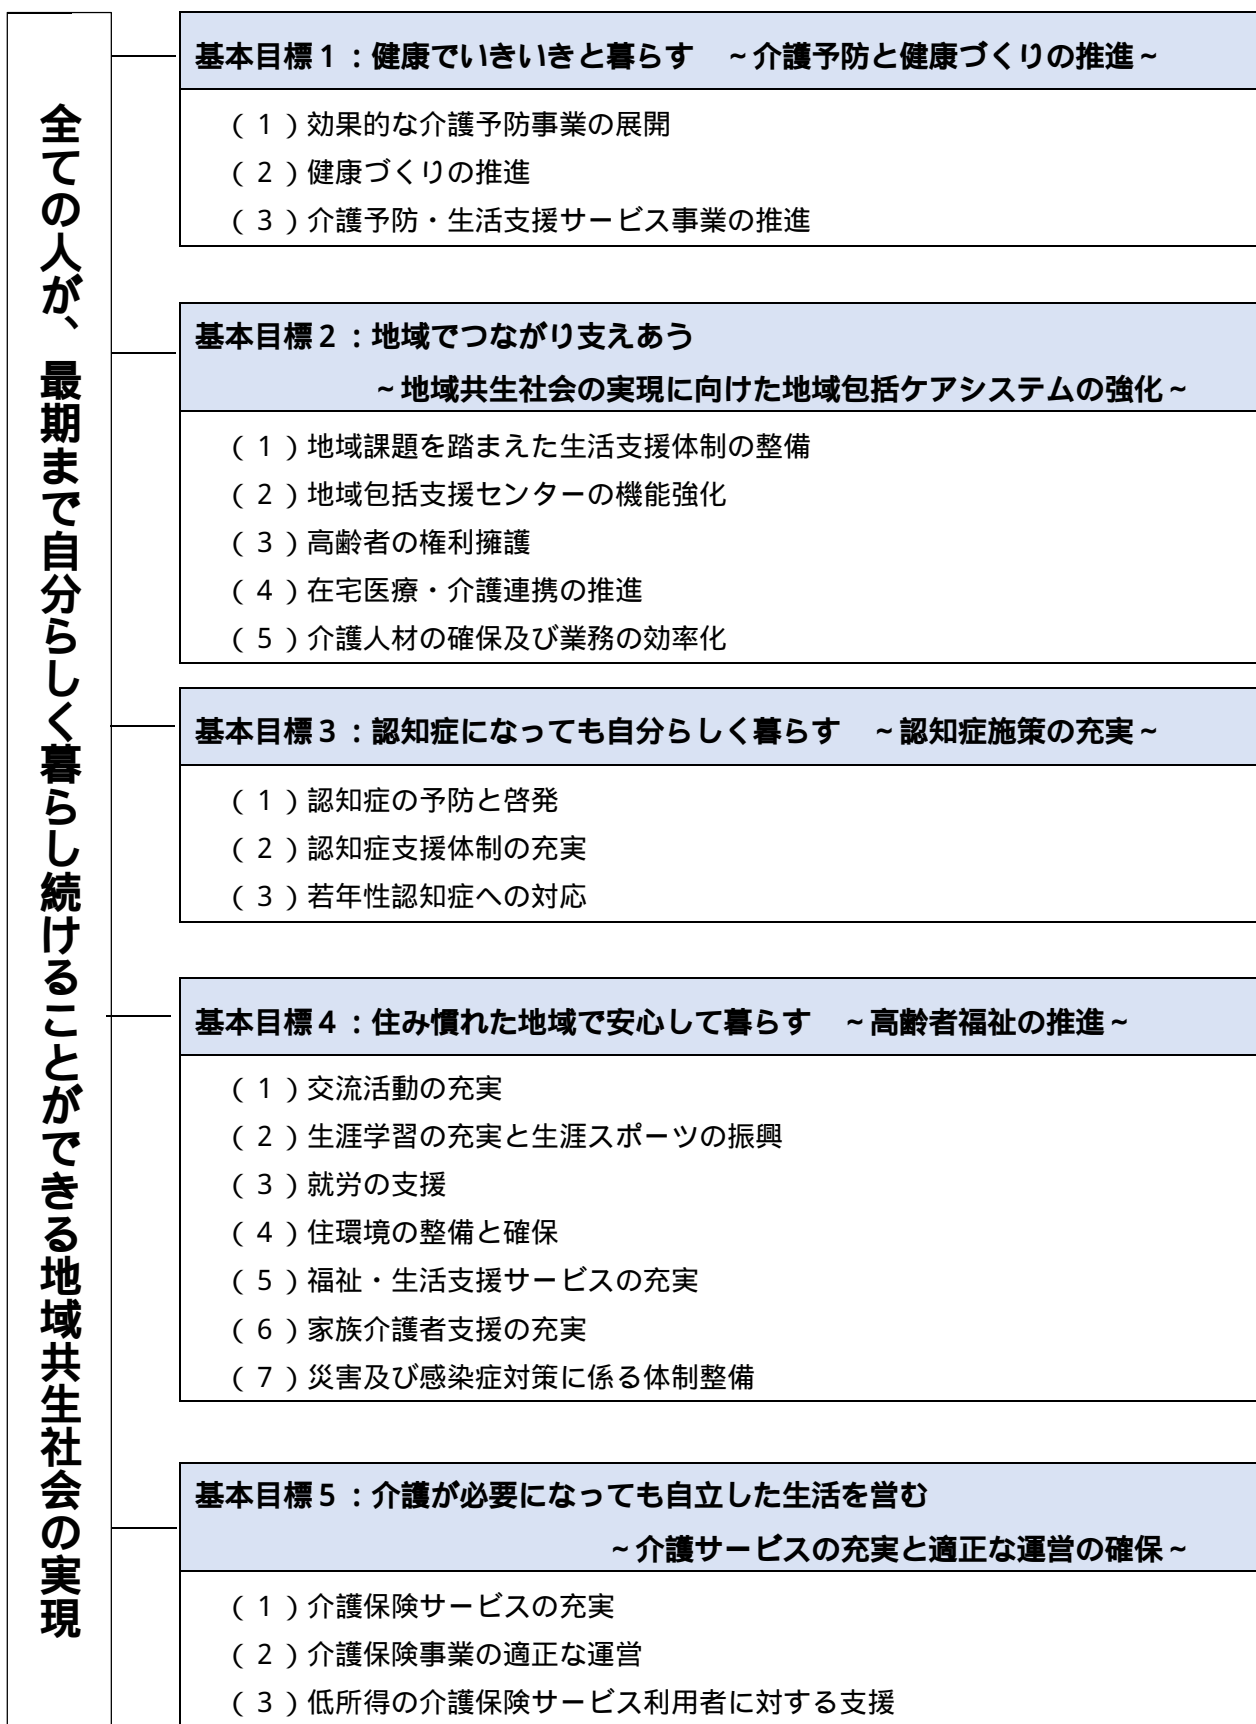 全ての人が、最期まで自分らしく暮らし続けることができる地域共生社会の実現
基本目標1：健康でいきいきと暮らす　～介護予防と健康づくりの推進～
（1）効果的な介護予防事業の展開
（2）健康づくりの推進
（3）介護予防・生活支援サービス事業の推進
基本目標2：地域でつながり支えあう
～地域共生社会の実現に向けた地域包括ケアシステムの強化～
（1）地域課題を踏まえた生活支援体制の整備
（2）地域包括支援センターの機能強化
（3）高齢者の権利擁護
（4）在宅医療・介護連携の推進
（5）介護人材の確保及び業務の効率化
基本目標3：認知症になっても自分らしく暮らす　～認知症施策の充実～
（1）認知症の予防と啓発
（2）認知症支援体制の充実
（3）若年性認知症への対応
基本目標4：住み慣れた地域で安心して暮らす　～高齢者福祉の推進～
（1）交流活動の充実
（2）生涯学習の充実と生涯スポーツの振興
（3）就労の支援
（4）住環境の整備と確保
（5）福祉・生活支援サービスの充実
（6）家族介護者支援の充実
（7）災害及び感染症対策に係る体制整備
基本目標5：介護が必要になっても自立した生活を営む
～介護サービスの充実と適正な運営の確保～
（1）介護保険サービスの充実
（2）介護保険事業の適正な運営
（3）低所得の介護保険サービス利用者に対する支援